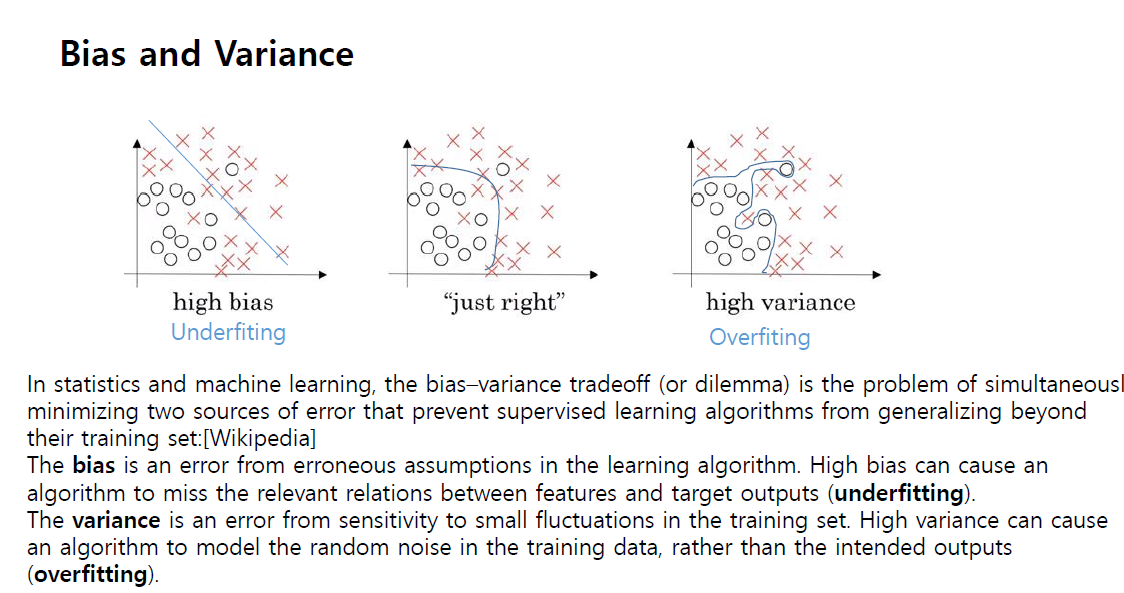 Bias and Variance
high bias
“just right”
high variance
Underfiting
Overfiting
In statistics and machine learning, the bias–variance tradeoff (or dilemma) is the problem of simultaneousl
minimizing two sources of error that prevent supervised learning algorithms from generalizing beyond
their training set:[Wikipedia]
The bias is an error from erroneous assumptions in the learning algorithm. High bias can cause an
algorithm to miss the relevant relations between features and target outputs (underfitting).
The variance is an error from sensitivity to small fluctuations in the training set. High variance can cause
an algorithm to model the random noise in the training data, rather than the intended outputs
(overfitting).